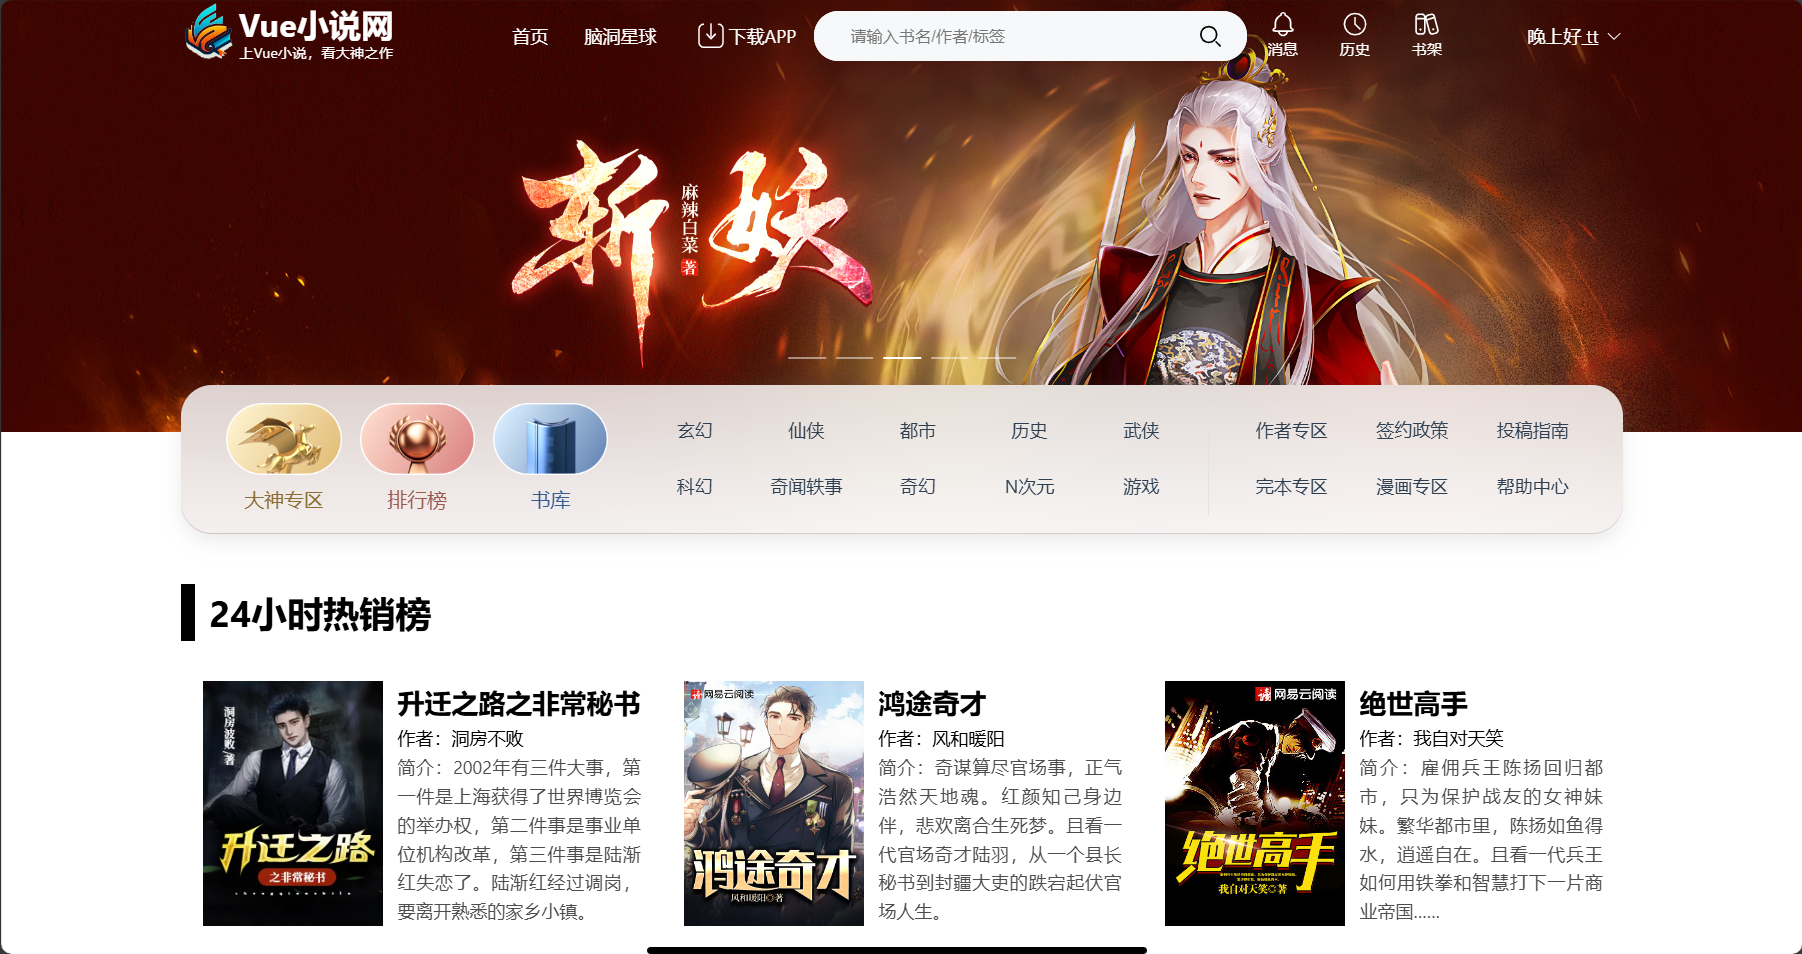 Vue小说网
上Vue小说，看大神之作
首页
脑洞星球
下载APP
请输入书名/作者/标签
消息
历史
书架
晚上好 tt
斩妖
麻辣白菜 著
大神专区
排行榜
书库
玄幻
仙侠
都市
历史
武侠
科幻
奇闻轶事
奇幻
N次元
游戏
作者专区
签约政策
投稿指南
完本专区
漫画专区
帮助中心
24小时热销榜
洞房波败/著
升迁之路
之非常秘书
升迁之路之非常秘书
作者：洞房不败
简介：2002年有三件大事，第
一件是上海获得了世界博览会
的举办权，第二件事是事业单
位机构改革，第三件事是陆渐
红失恋了。陆渐红经过调岗，
要离开熟悉的家乡小镇。
网易云阅读
鸿途奇才
风和暖阳◎著
鸿途奇才
作者：风和暖阳
简介：奇谋算尽官场事，正气
浩然天地魂。红颜知己身边
伴，悲欢离合生死梦。且看一
代官场奇才陆羽，从一个县长
秘书到封疆大吏的跌宕起伏官
场人生。
网易云阅读
绝世高手
我自对天笑◎著
绝世高手
作者：我自对天笑
简介：雇佣兵王陈扬回归都
市，只为保护战友的女神妹
妹。繁华都市里，陈扬如鱼得
水，逍遥自在。且看一代兵王
如何用铁拳和智慧打下一片商
业帝国......